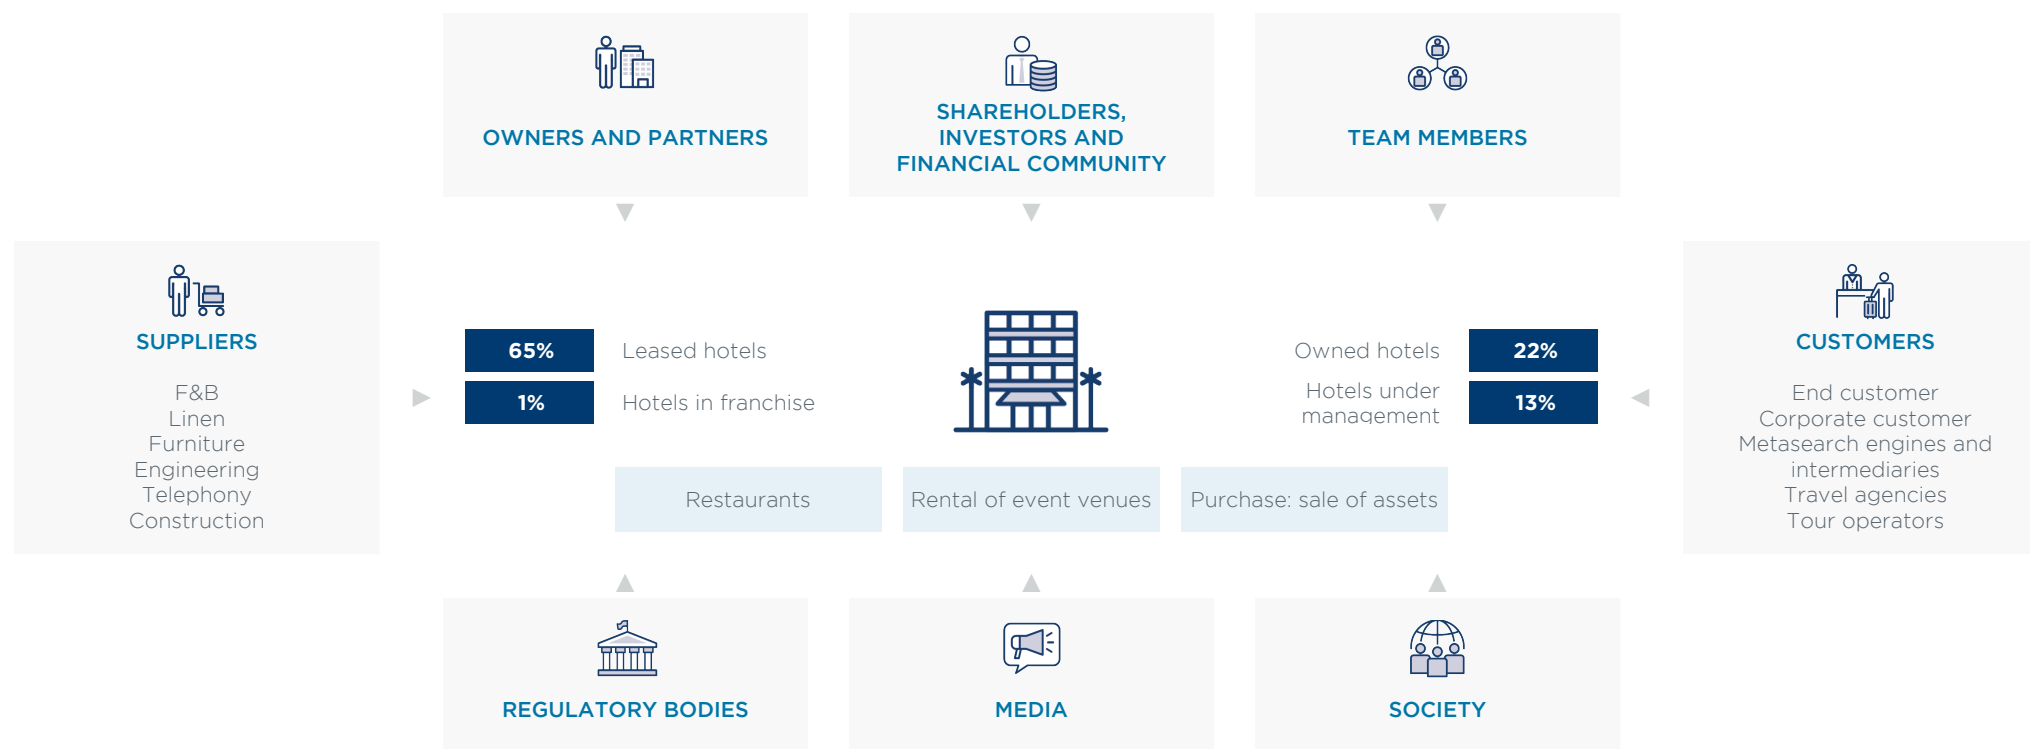 OWNERS AND PARTNERS
SHAREHOLDERS,
INVESTORS AND
FINANCIAL COMMUNITY
TEAM MEMBERS
SUPPLIERS
F&B
Linen
Furniture
Engineering
Telephony
Construction
65%
Leased hotels
1%
Hotels in franchise
Owned hotels
22%
Hotels under
management
13%
CUSTOMERS
End customer
Corporate customer
Metasearch engines and
intermediaries
Travel agencies
Tour operators
Restaurants
Rental of event venues
Purchase: sale of assets
REGULATORY BODIES
MEDIA
SOCIETY